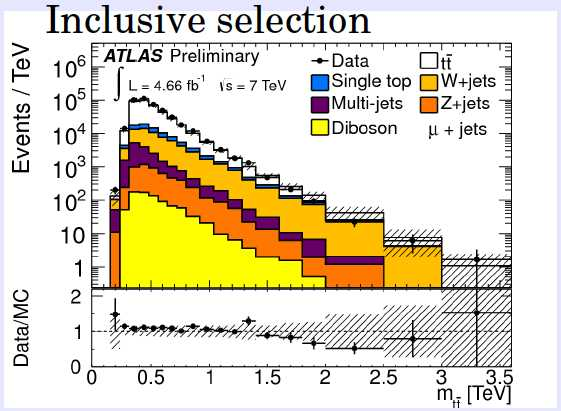 Inclusive selection
Events / TeV
ATLAS Preliminary
∫ L = 4.66 fb⁻¹ √s = 7 TeV
Data
tt̄
Single top
W+jets
Multi-jets
Z+jets
Diboson
μ + jets
10⁶
10⁵
10⁴
10³
10²
10
1
Data/MC
2
1
0
0 0.5 1 1.5 2 2.5 3 3.5
m_tt̄ [TeV]